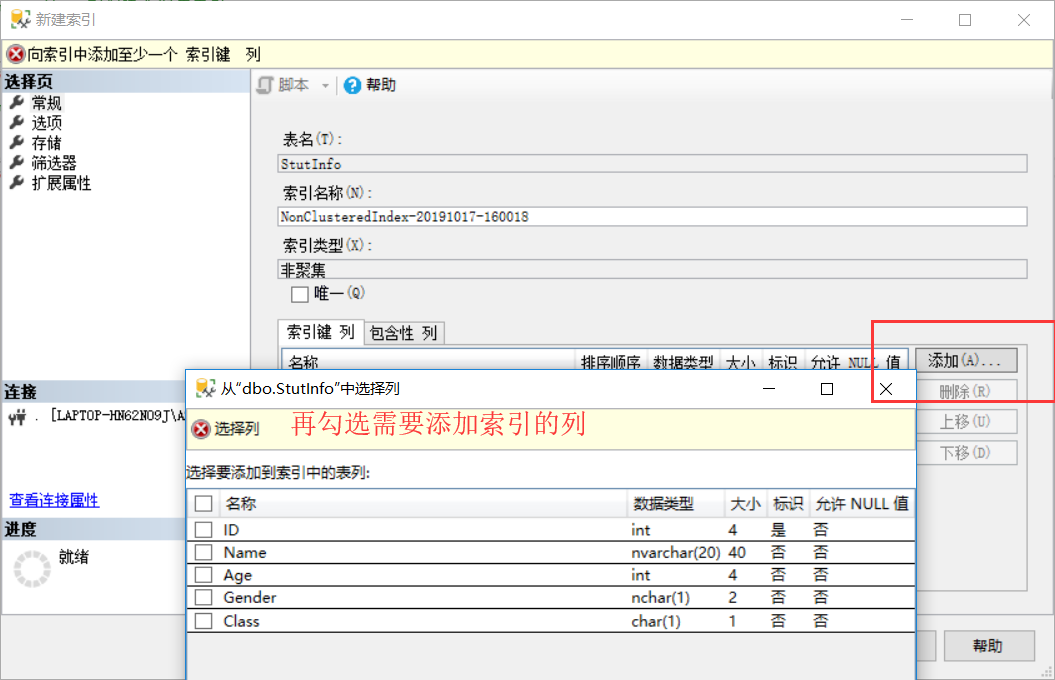 新建索引
向索引中添加至少一个 索引键 列
选择页
常规
选项
存储
筛选器
扩展属性
脚本
帮助
表名(T):
StutInfo
索引名称(N):
NonClusteredIndex-20191017-160018
索引类型(X):
非聚集
唯一(Q)
索引键 列 包含性 列
名称 排序顺序 数据类型 大小 标识 允许 NULL 值
添加(A)...
删除(R)
上移(U)
下移(D)
连接
. [LAPTOP-HN62NO9J\A
查看连接属性
进度
就绪
从“dbo.StutInfo”中选择列
选择列
再勾选需要添加索引的列
选择要添加到索引中的表列:
名称 数据类型 大小 标识 允许 NULL 值
ID int 4 是 否
Name nvarchar(20) 40 否 否
Age int 4 否 否
Gender nchar(1) 2 否 否
Class char(1) 1 否 否
帮助